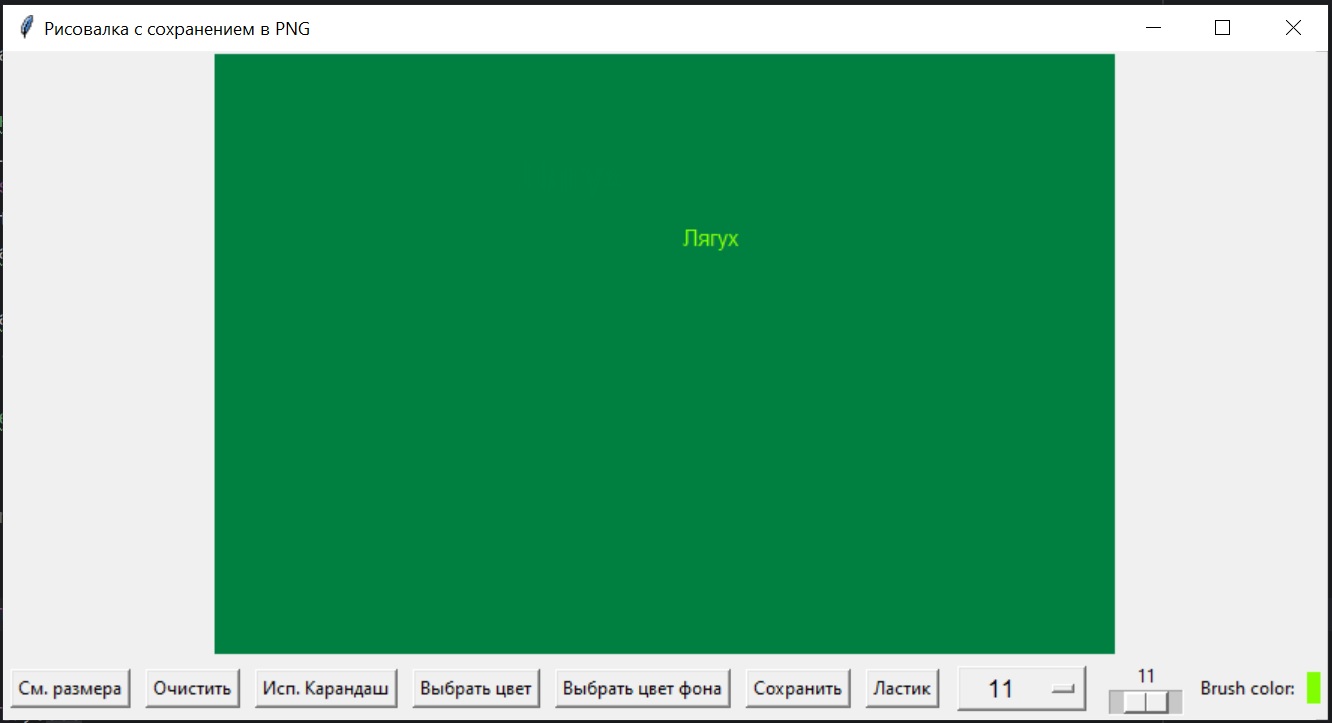 Рисовалка с сохранением в PNG
Лягух
11
См. размера Очистить Исп. Карандаш Выбрать цвет Выбрать цвет фона Сохранить Ластик 11 Brush color: